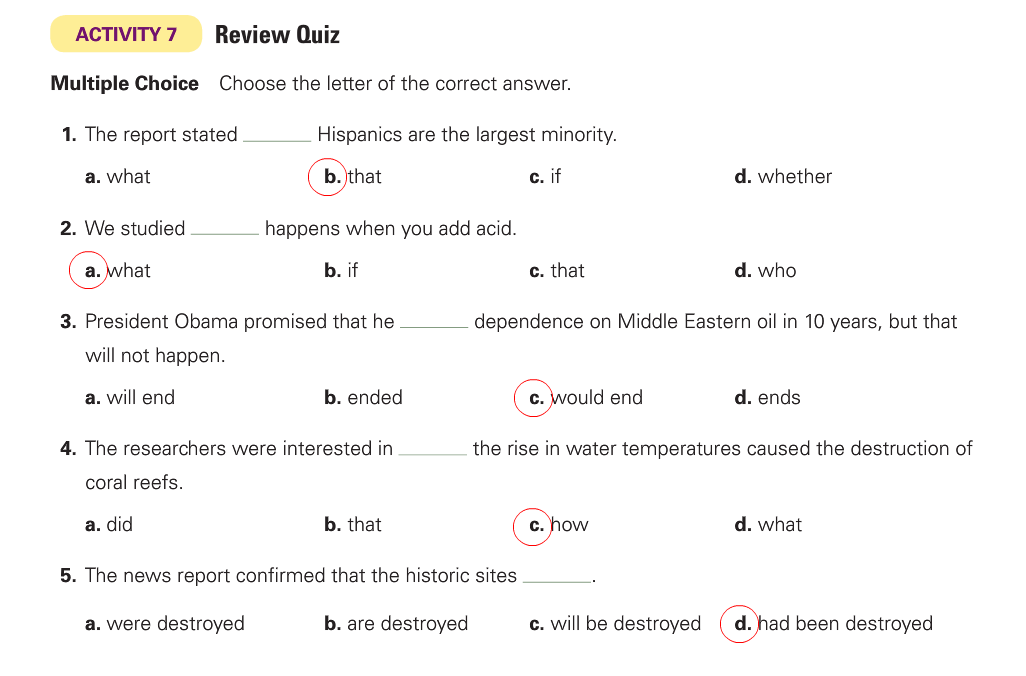 ACTIVITY 7 Review Quiz
Multiple Choice Choose the letter of the correct answer.
1. The report stated ______ Hispanics are the largest minority.
a. what b. that c. if d. whether
2. We studied ______ happens when you add acid.
a. what b. if c. that d. who
3. President Obama promised that he ______ dependence on Middle Eastern oil in 10 years, but that
will not happen.
a. will end b. ended c. would end d. ends
4. The researchers were interested in ______ the rise in water temperatures caused the destruction of
coral reefs.
a. did b. that c. how d. what
5. The news report confirmed that the historic sites ______.
a. were destroyed b. are destroyed c. will be destroyed d. had been destroyed